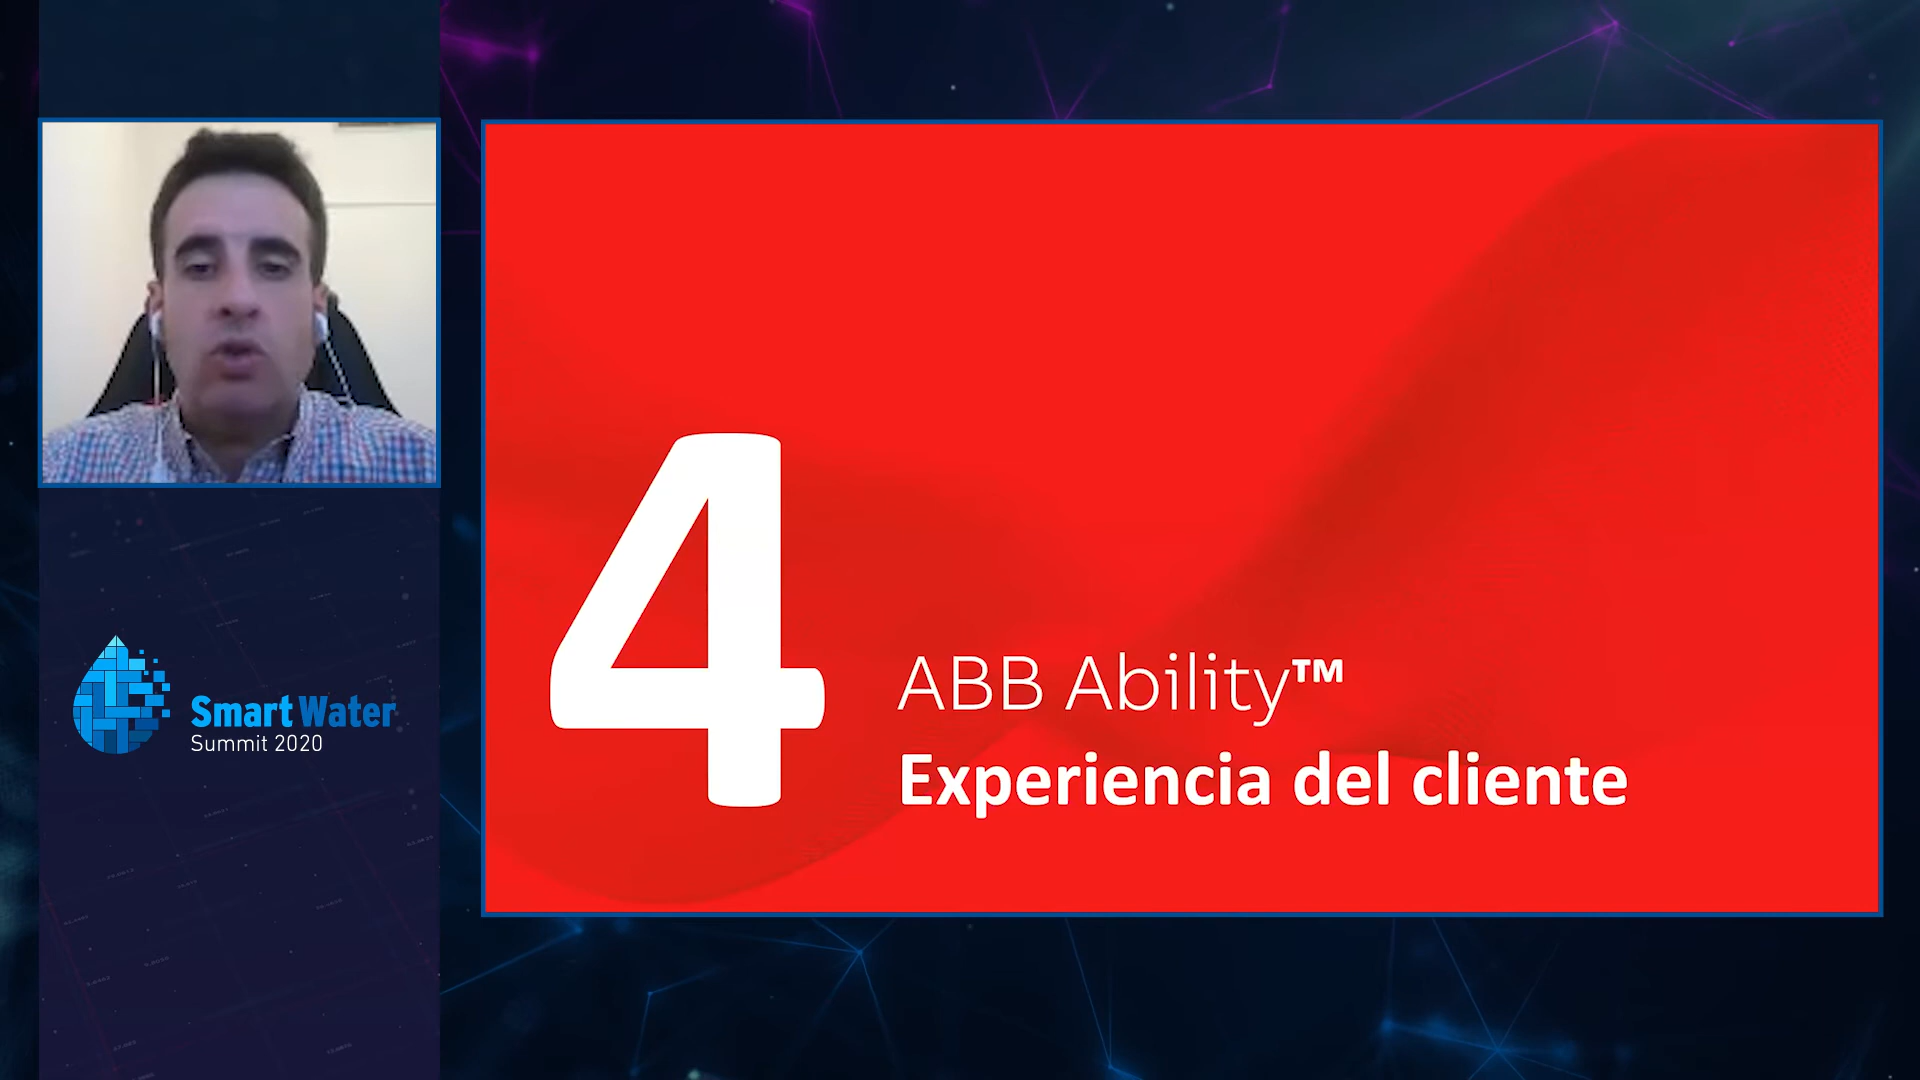 Smart Water
Summit 2020
4
ABB Ability™
Experiencia del cliente